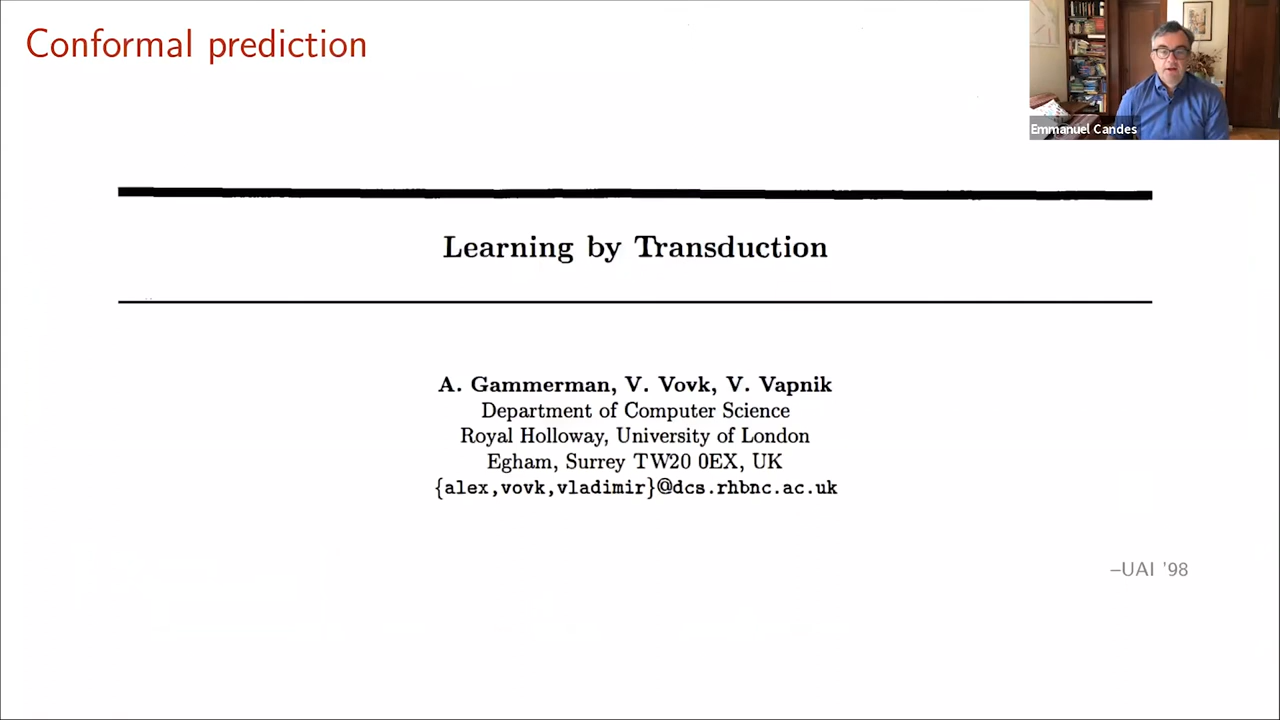 Conformal prediction
Emmanuel Candes
Learning by Transduction
A. Gammerman, V. Vovk, V. Vapnik
Department of Computer Science
Royal Holloway, University of London
Egham, Surrey TW20 0EX, UK
{alex,vovk,vladimir}@dcs.rhbnc.ac.uk
–UAI '98